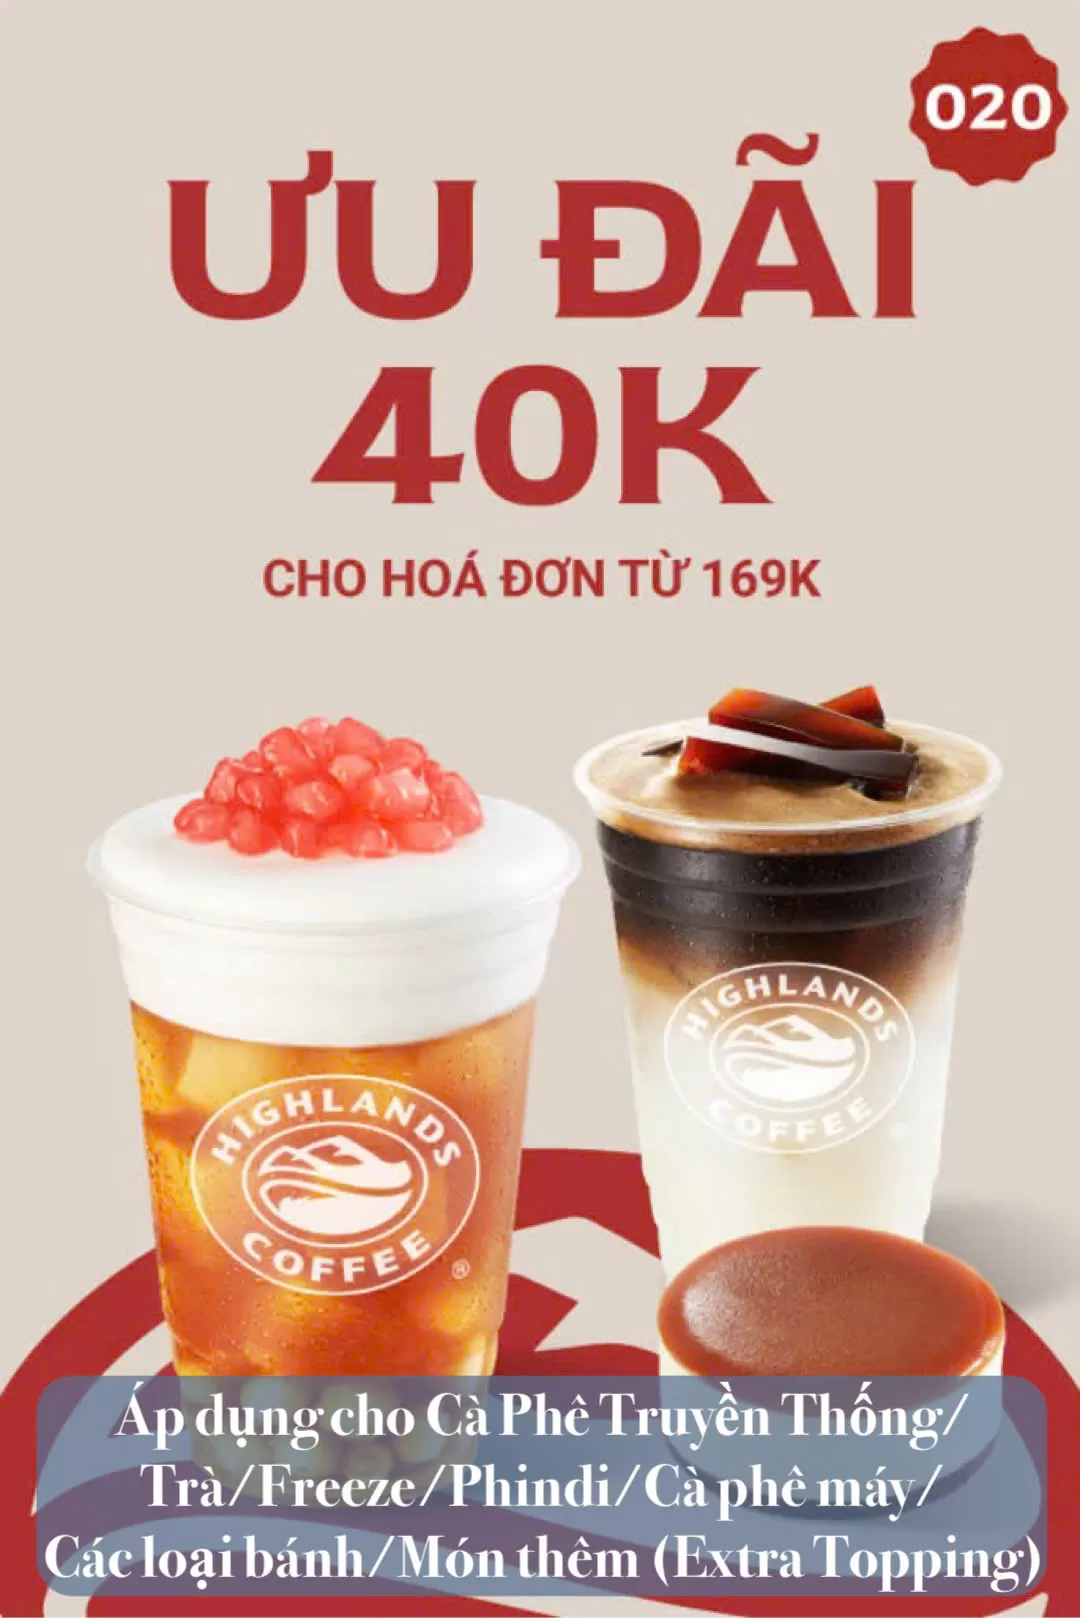 020
ƯU ĐÃI
40K
CHO HOÁ ĐƠN TỪ 169K
HIGHLANDS
COFFEE
®
HIGHLANDS
COFFEE
Áp dụng cho Cà Phê Truyền Thống/
Trà/Freeze/Phindi/Cà phê máy/
Các loại bánh/Món thêm (Extra Topping)